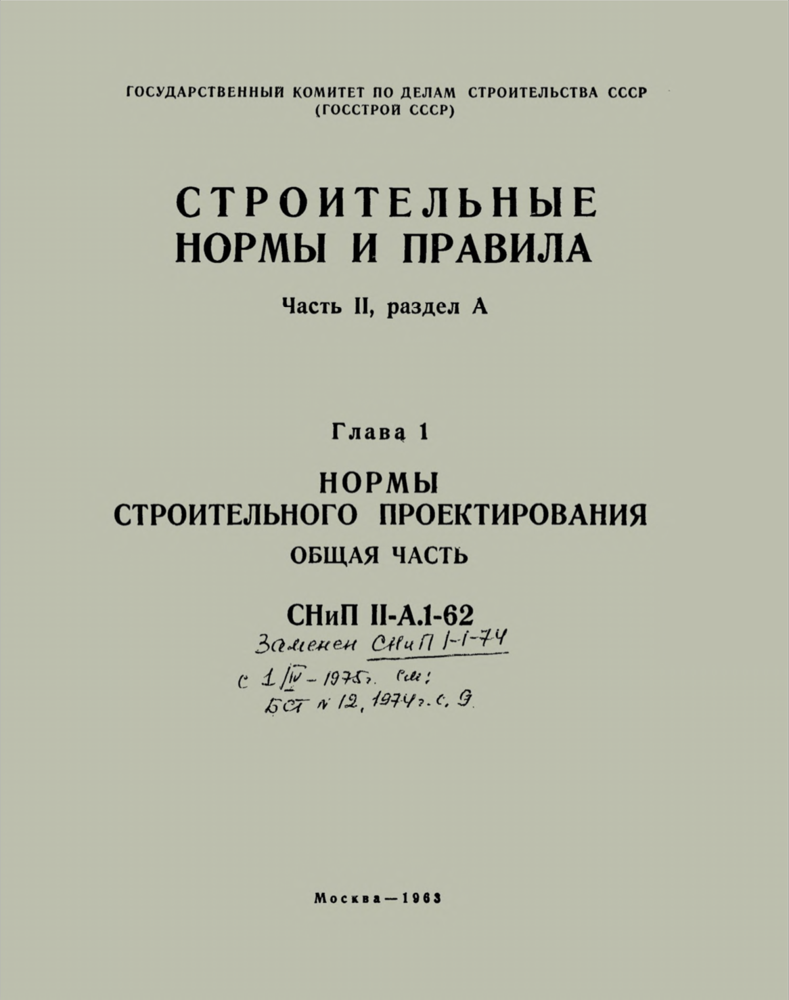 ГОСУДАРСТВЕННЫЙ КОМИТЕТ ПО ДЕЛАМ СТРОИТЕЛЬСТВА СССР
(ГОССТРОЙ СССР)
СТРОИТЕЛЬНЫЕ
НОРМЫ И ПРАВИЛА
Часть II, раздел А
Глава 1
НОРМЫ
СТРОИТЕЛЬНОГО ПРОЕКТИРОВАНИЯ
ОБЩАЯ ЧАСТЬ
СНиП II-А.1-62
Заменен СНиП I-1-74
с 1/IV – 1975г. см:
БСТ N 12, 1974г. с. 9.
Москва—1963